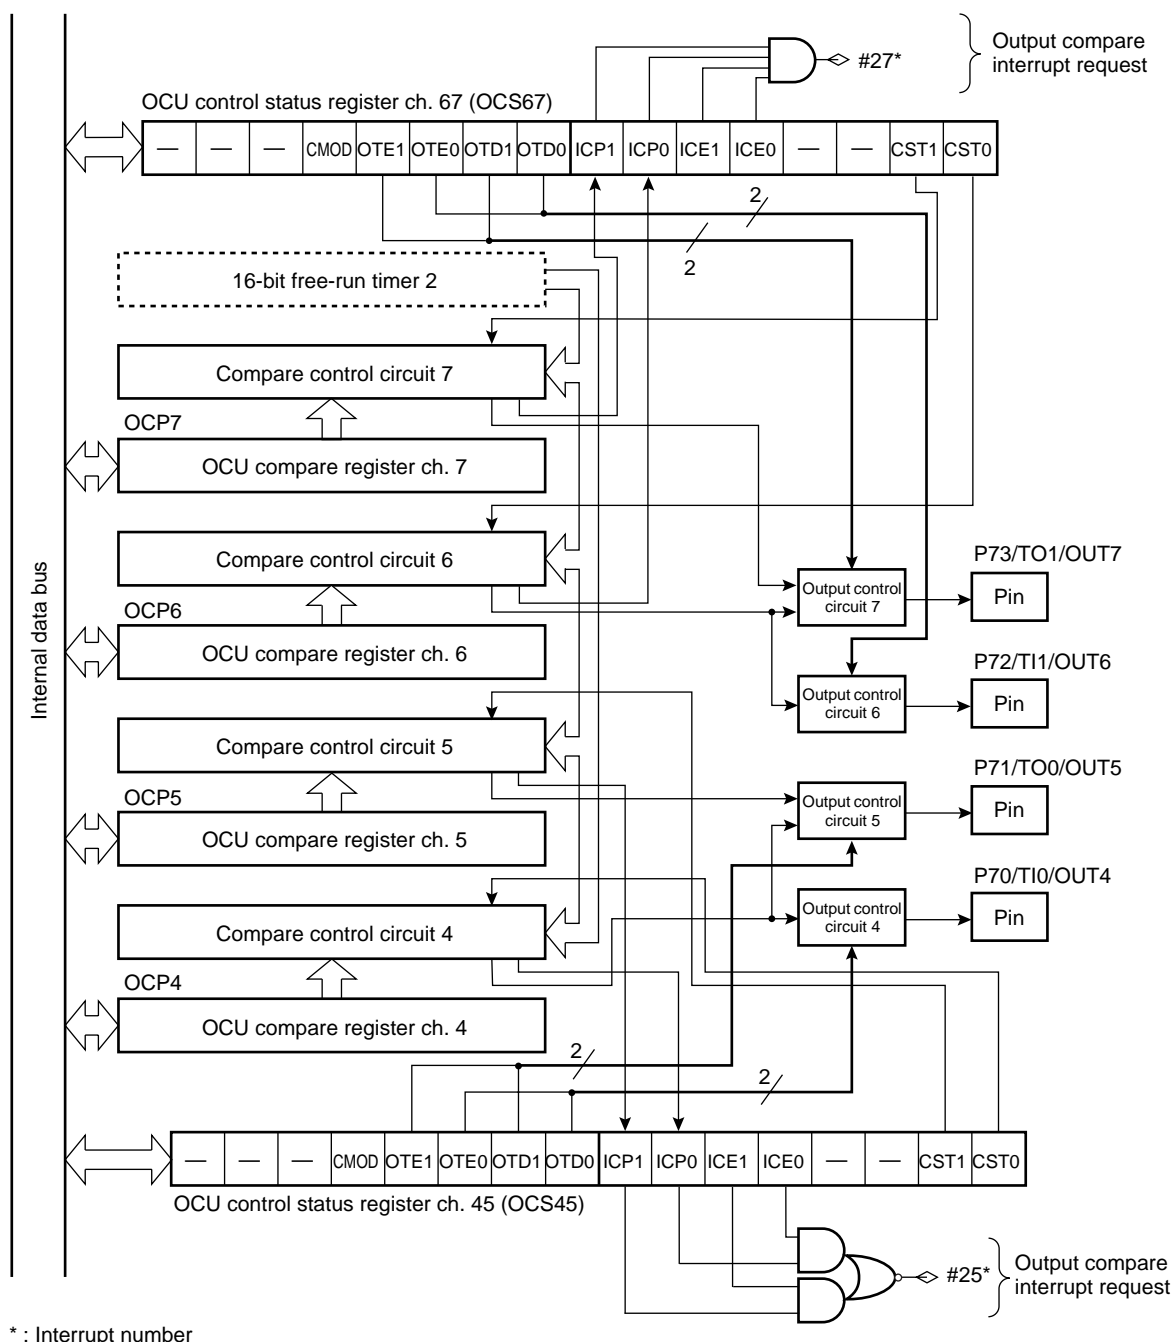 Output compare
interrupt request
#27*
OCU control status register ch. 67 (OCS67)
— — — CMOD OTE1 OTE0 OTD1 OTD0 ICP1 ICP0 ICE1 ICE0 — — CST1 CST0
2
2
16-bit free-run timer 2
Compare control circuit 7
OCP7
OCU compare register ch. 7
Compare control circuit 6
OCP6
OCU compare register ch. 6
Internal data bus
Compare control circuit 5
OCP5
OCU compare register ch. 5
Compare control circuit 4
OCP4
OCU compare register ch. 4
Output control
circuit 7
P73/TO1/OUT7
Pin
Output control
circuit 6
P72/TI1/OUT6
Pin
Output control
circuit 5
P71/TO0/OUT5
Pin
Output control
circuit 4
P70/TI0/OUT4
Pin
2
2
— — — CMOD OTE1 OTE0 OTD1 OTD0 ICP1 ICP0 ICE1 ICE0 — — CST1 CST0
OCU control status register ch. 45 (OCS45)
#25*
Output compare
interrupt request
* : Interrupt number